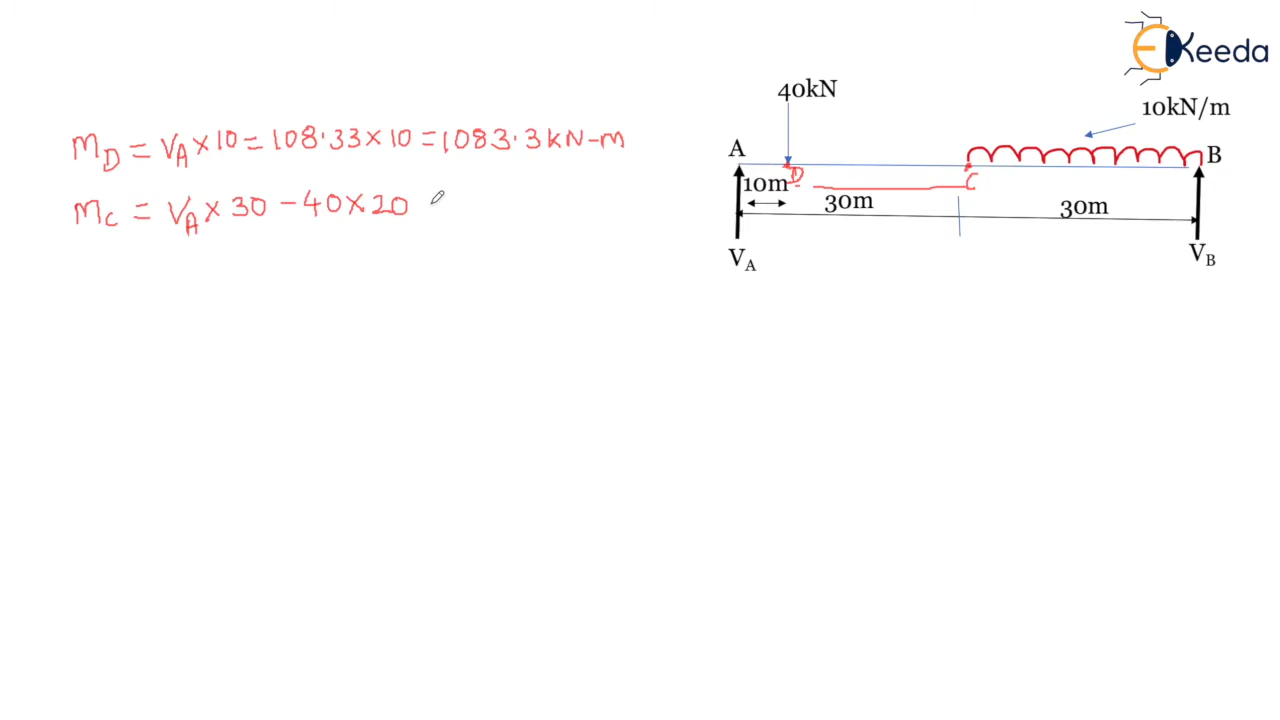 EKeeda
40kN
10kN/m
M_D = V_A × 10 = 108.33 × 10 = 1083.3 kN-m
A
B
D
C
10m
M_C = V_A × 30 - 40 × 20
30m
30m
V_A
V_B